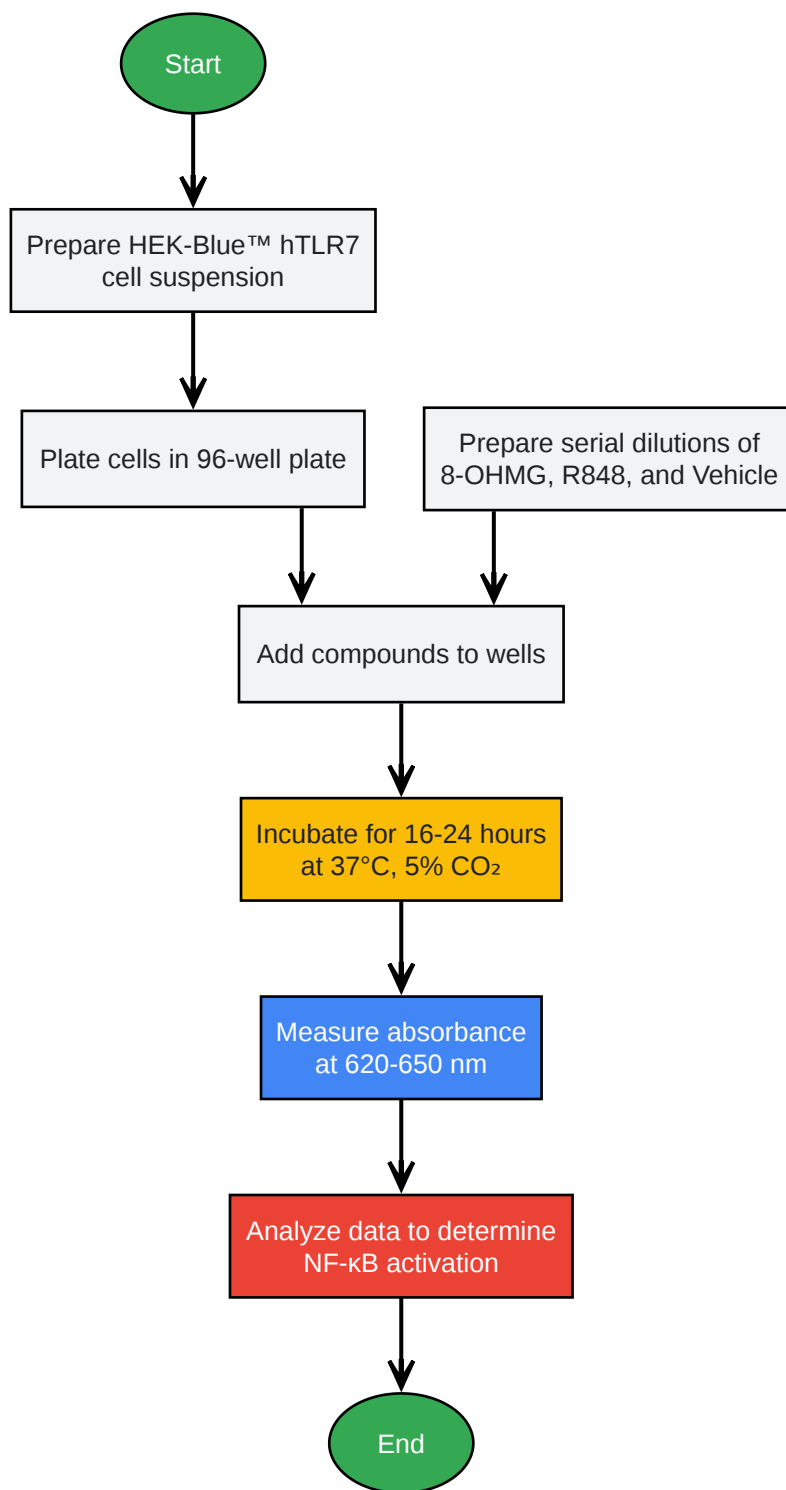 Start
Prepare HEK-Blue™ hTLR7
cell suspension
Plate cells in 96-well plate
Prepare serial dilutions of
8-OHMG, R848, and Vehicle
Add compounds to wells
Incubate for 16-24 hours
at 37°C, 5% CO₂
Measure absorbance
at 620-650 nm
Analyze data to determine
NF-κB activation
End